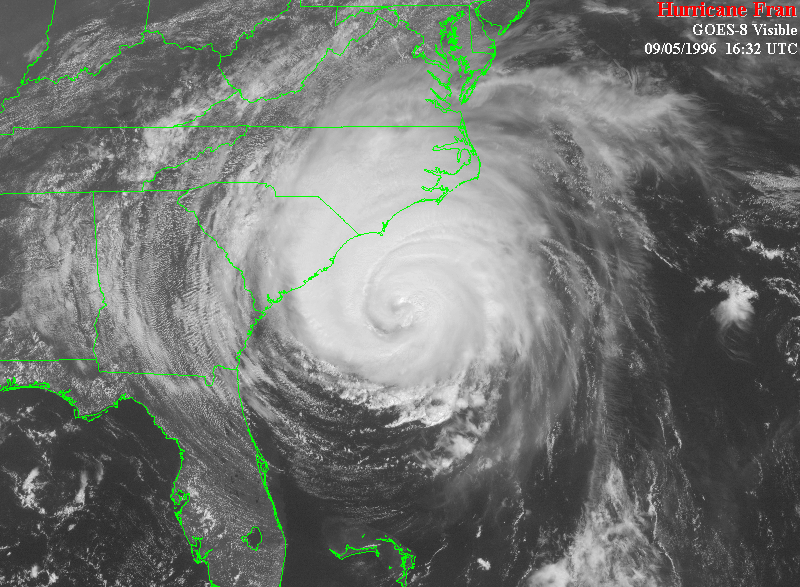 Hurricane Fran
GOES-8 Visible
09/05/1996 16:32 UTC